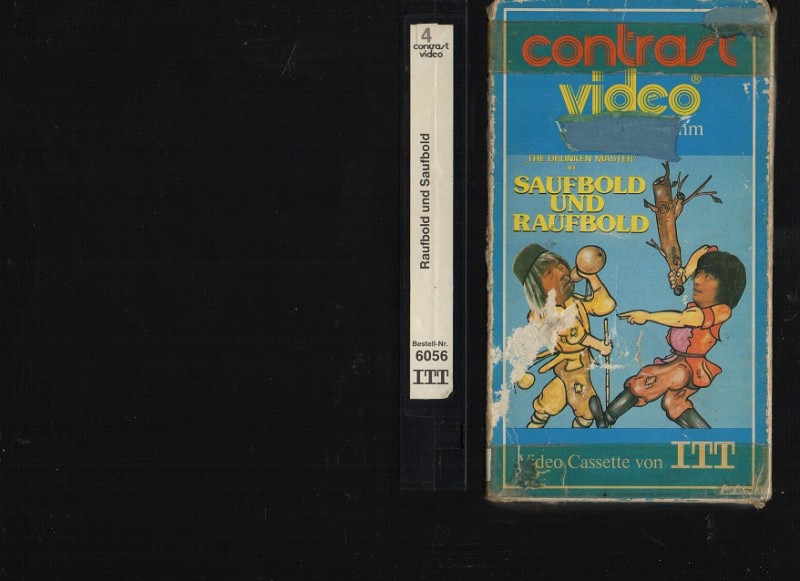 4
contrast
video
Raufbold und Saufbold
Bestell-Nr.
6056
ITT
contrast
video®
THE DRUNKEN MASTER
in
SAUFBOLD
UND
RAUFBOLD
Video Cassette von ITT